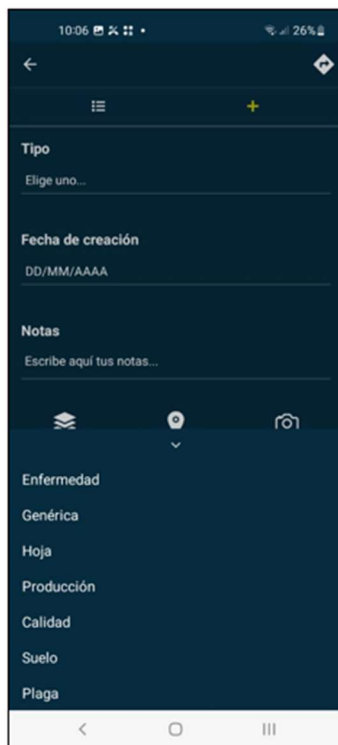 10:06 26%
Tipo
Elige uno...
Fecha de creación
DD/MM/AAAA
Notas
Escribe aquí tus notas...
Enfermedad
Genérica
Hoja
Producción
Calidad
Suelo
Plaga